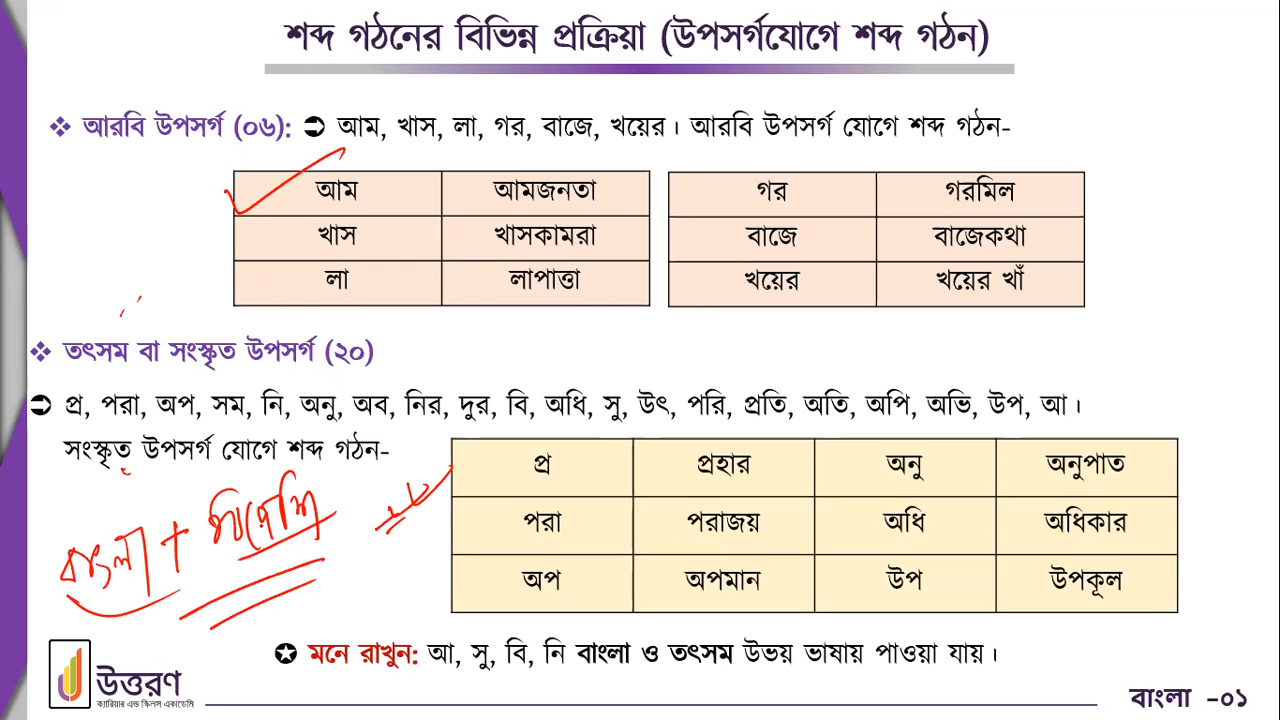 শব্দ গঠনের বিভিন্ন প্রক্রিয়া (উপসর্গযোগে শব্দ গঠন)
❖ আরবি উপসর্গ (০৬): ➲ আম, খাস, লা, গর, বাজে, খয়ের। আরবি উপসর্গ যোগে শব্দ গঠন-
আম আমজনতা গর গরমিল
খাস খাসকামরা বাজে বাজেকথা
লা লাপাত্তা খয়ের খয়ের খাঁ
❖ তৎসম বা সংস্কৃত উপসর্গ (২০)
➲ প্র, পরা, অপ, সম, নি, অনু, অব, নির, দুর, বি, অধি, সু, উৎ, পরি, প্রতি, অতি, অপি, অভি, উপ, আ।
সংস্কৃত উপসর্গ যোগে শব্দ গঠন-
প্র প্রহার অনু অনুপাত
পরা পরাজয় অধি অধিকার
অপ অপমান উপ উপকূল
বাংলা +
✪ মনে রাখুন: আ, সু, বি, নি বাংলা ও তৎসম উভয় ভাষায় পাওয়া যায়।
উত্তরণ
ক্যারিয়ার এন্ড স্কিলস একাডেমি
বাংলা -০১